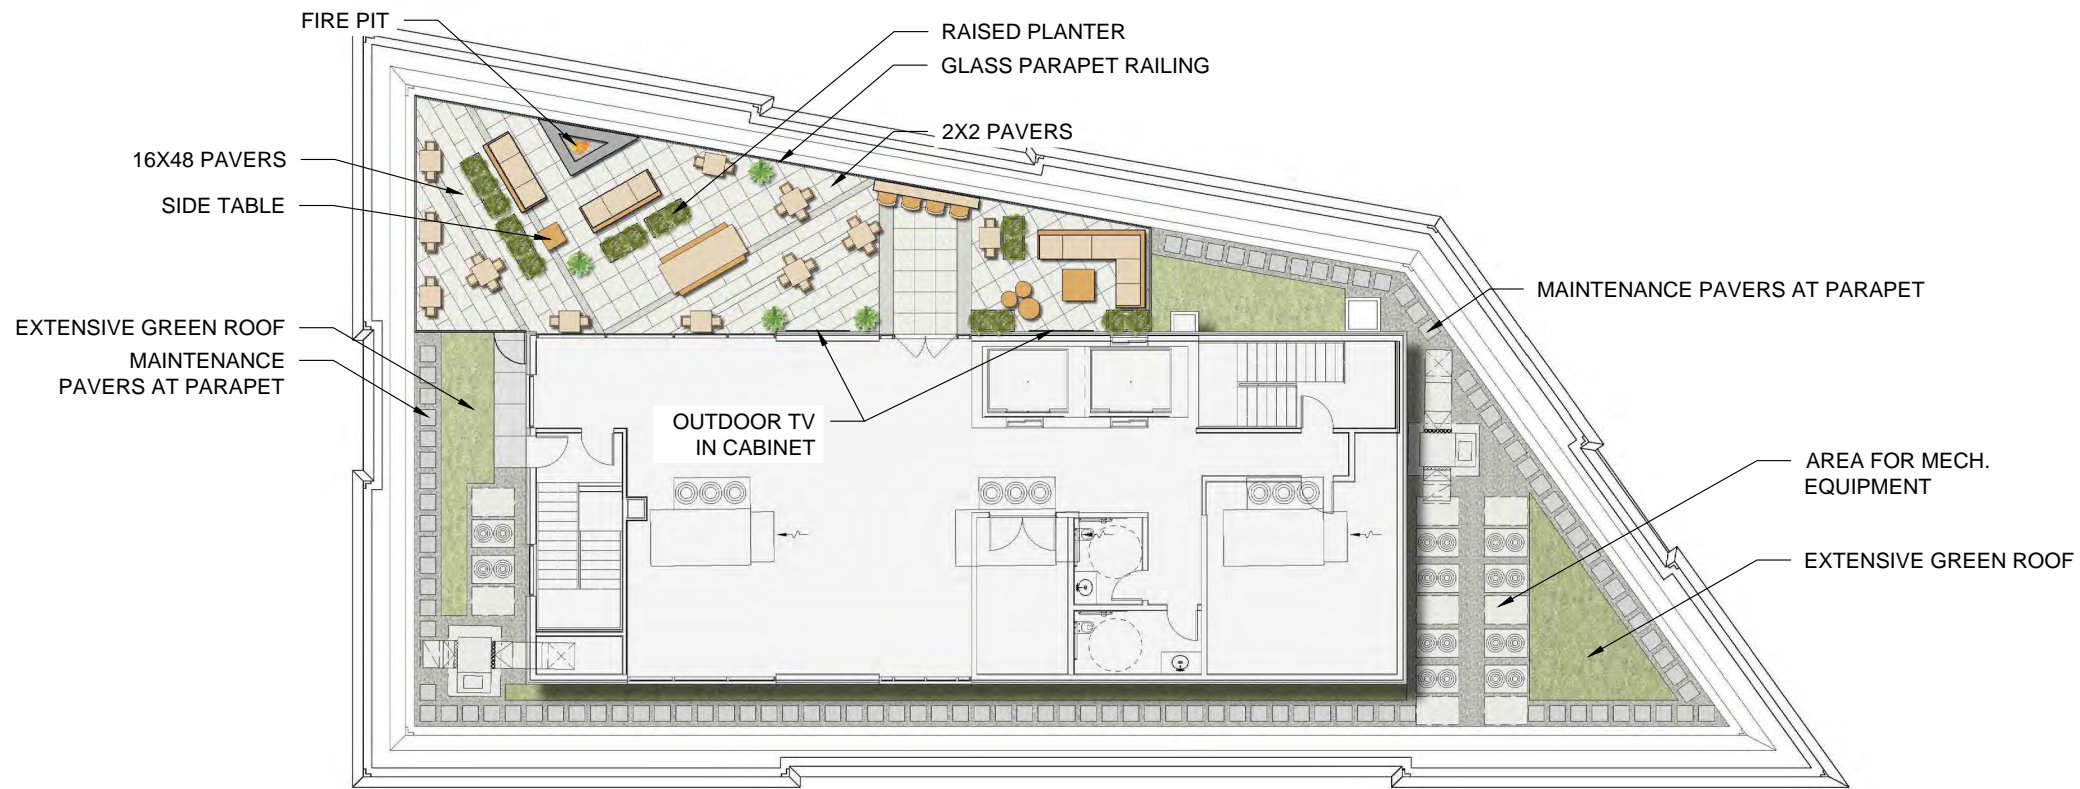 FIRE PIT
RAISED PLANTER
GLASS PARAPET RAILING
2X2 PAVERS
16X48 PAVERS
SIDE TABLE
MAINTENANCE PAVERS AT PARAPET
EXTENSIVE GREEN ROOF
MAINTENANCE
PAVERS AT PARAPET
OUTDOOR TV
IN CABINET
AREA FOR MECH.
EQUIPMENT
EXTENSIVE GREEN ROOF